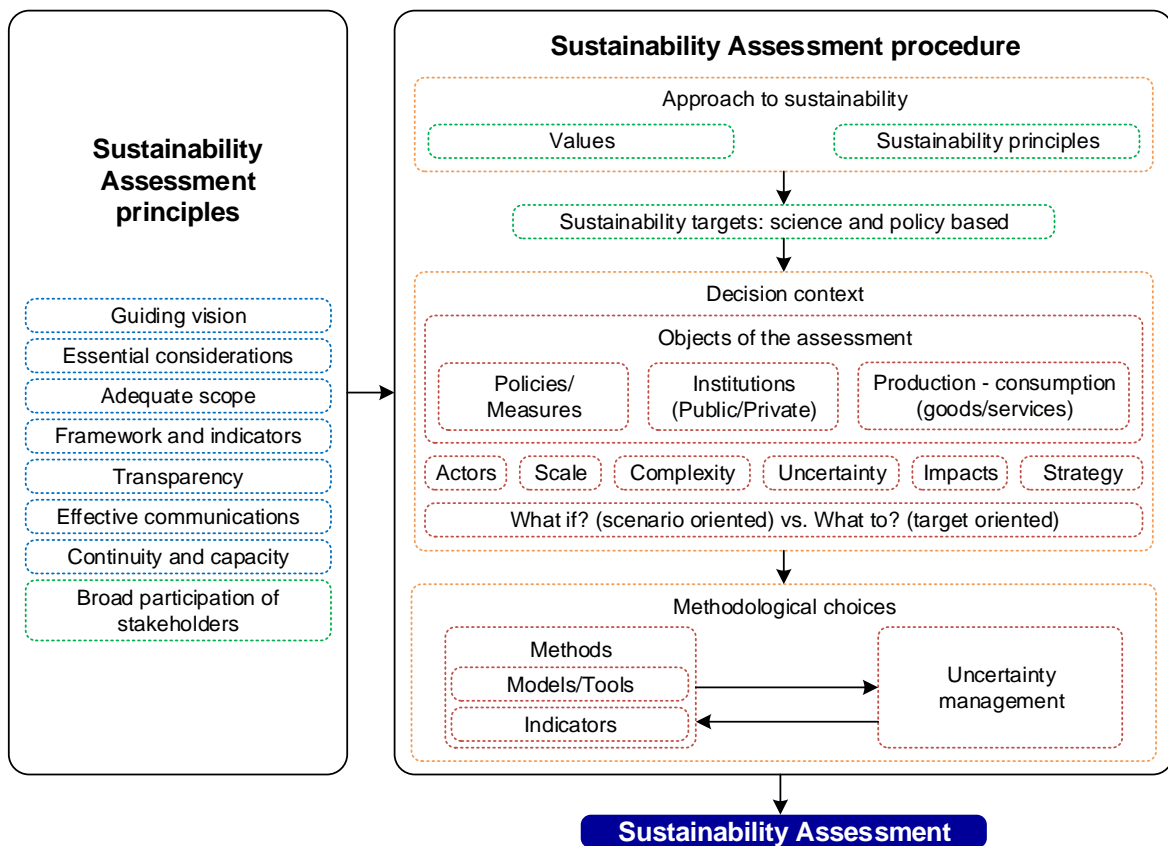 Sustainability
Assessment
principles
Guiding vision
Essential considerations
Adequate scope
Framework and indicators
Transparency
Effective communications
Continuity and capacity
Broad participation of
stakeholders
Sustainability Assessment procedure
Approach to sustainability
Values
Sustainability principles
Sustainability targets: science and policy based
Decision context
Objects of the assessment
Policies/
Measures
Institutions
(Public/Private)
Production - consumption
(goods/services)
Actors
Scale
Complexity
Uncertainty
Impacts
Strategy
What if? (scenario oriented) vs. What to? (target oriented)
Methodological choices
Methods
Models/Tools
Indicators
Uncertainty
management
Sustainability Assessment